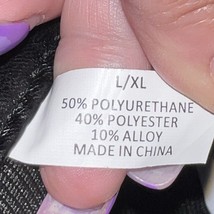 L/XL
50% POLYURETHANE
40% POLYESTER
10% ALLOY
MADE IN CHINA